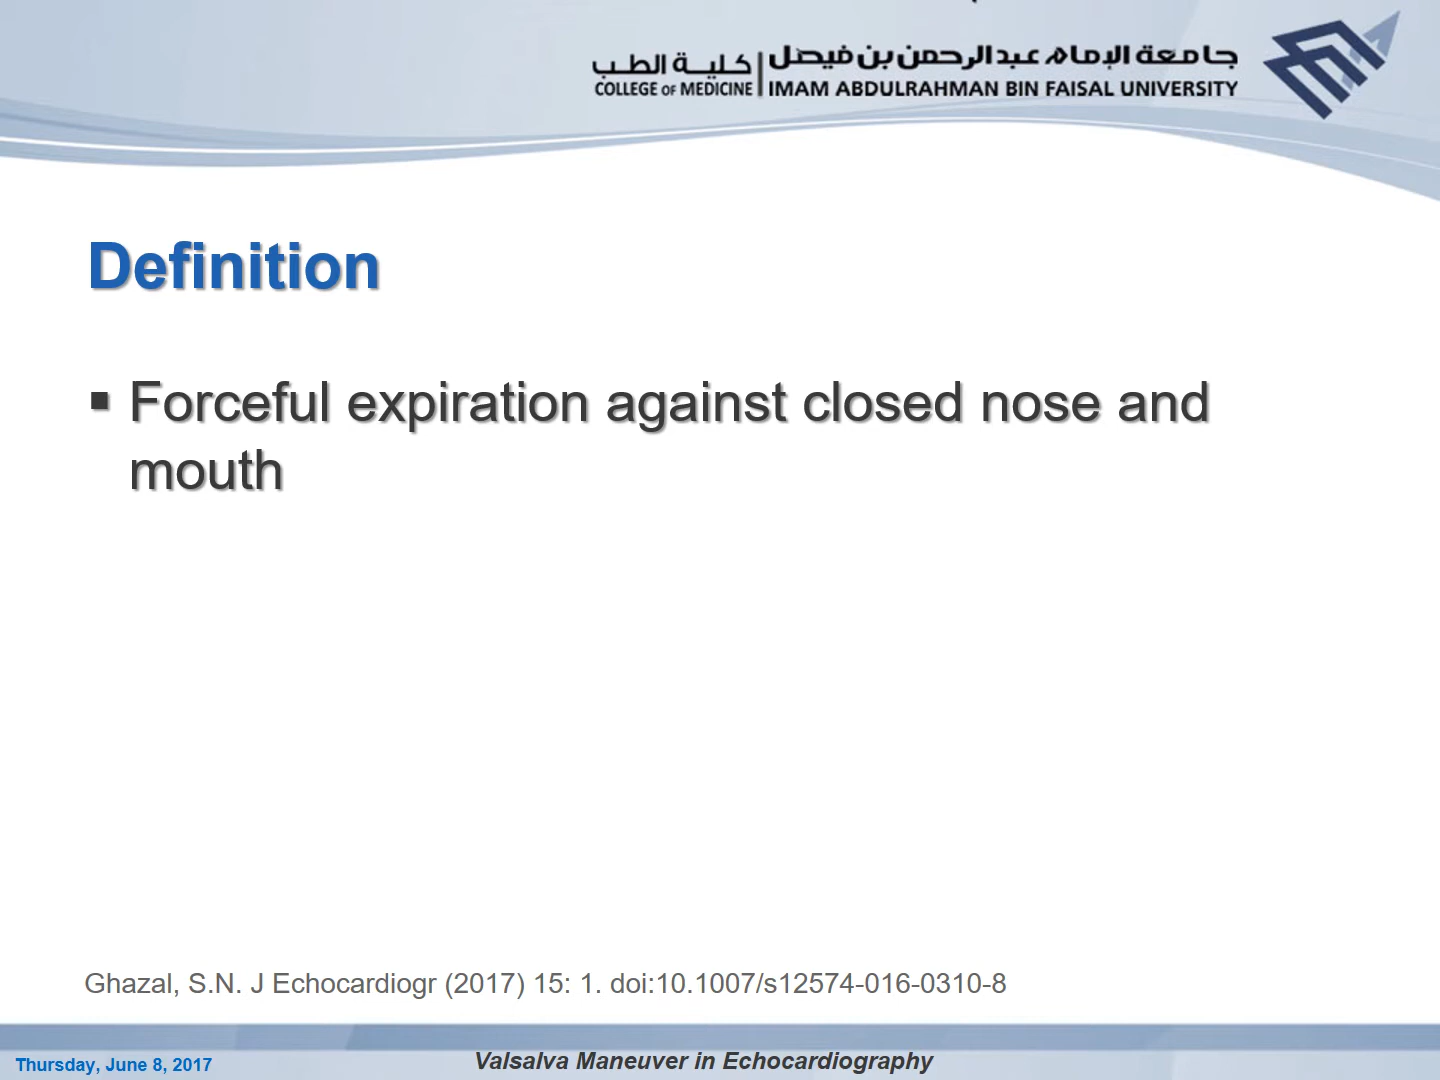 كلية الطب
جامعة الإمام عبدالرحمن بن فيصل
COLLEGE OF MEDICINE
IMAM ABDULRAHMAN BIN FAISAL UNIVERSITY
Definition
▪ Forceful expiration against closed nose and
mouth
Ghazal, S.N. J Echocardiogr (2017) 15: 1. doi:10.1007/s12574-016-0310-8
Thursday, June 8, 2017
Valsalva Maneuver in Echocardiography